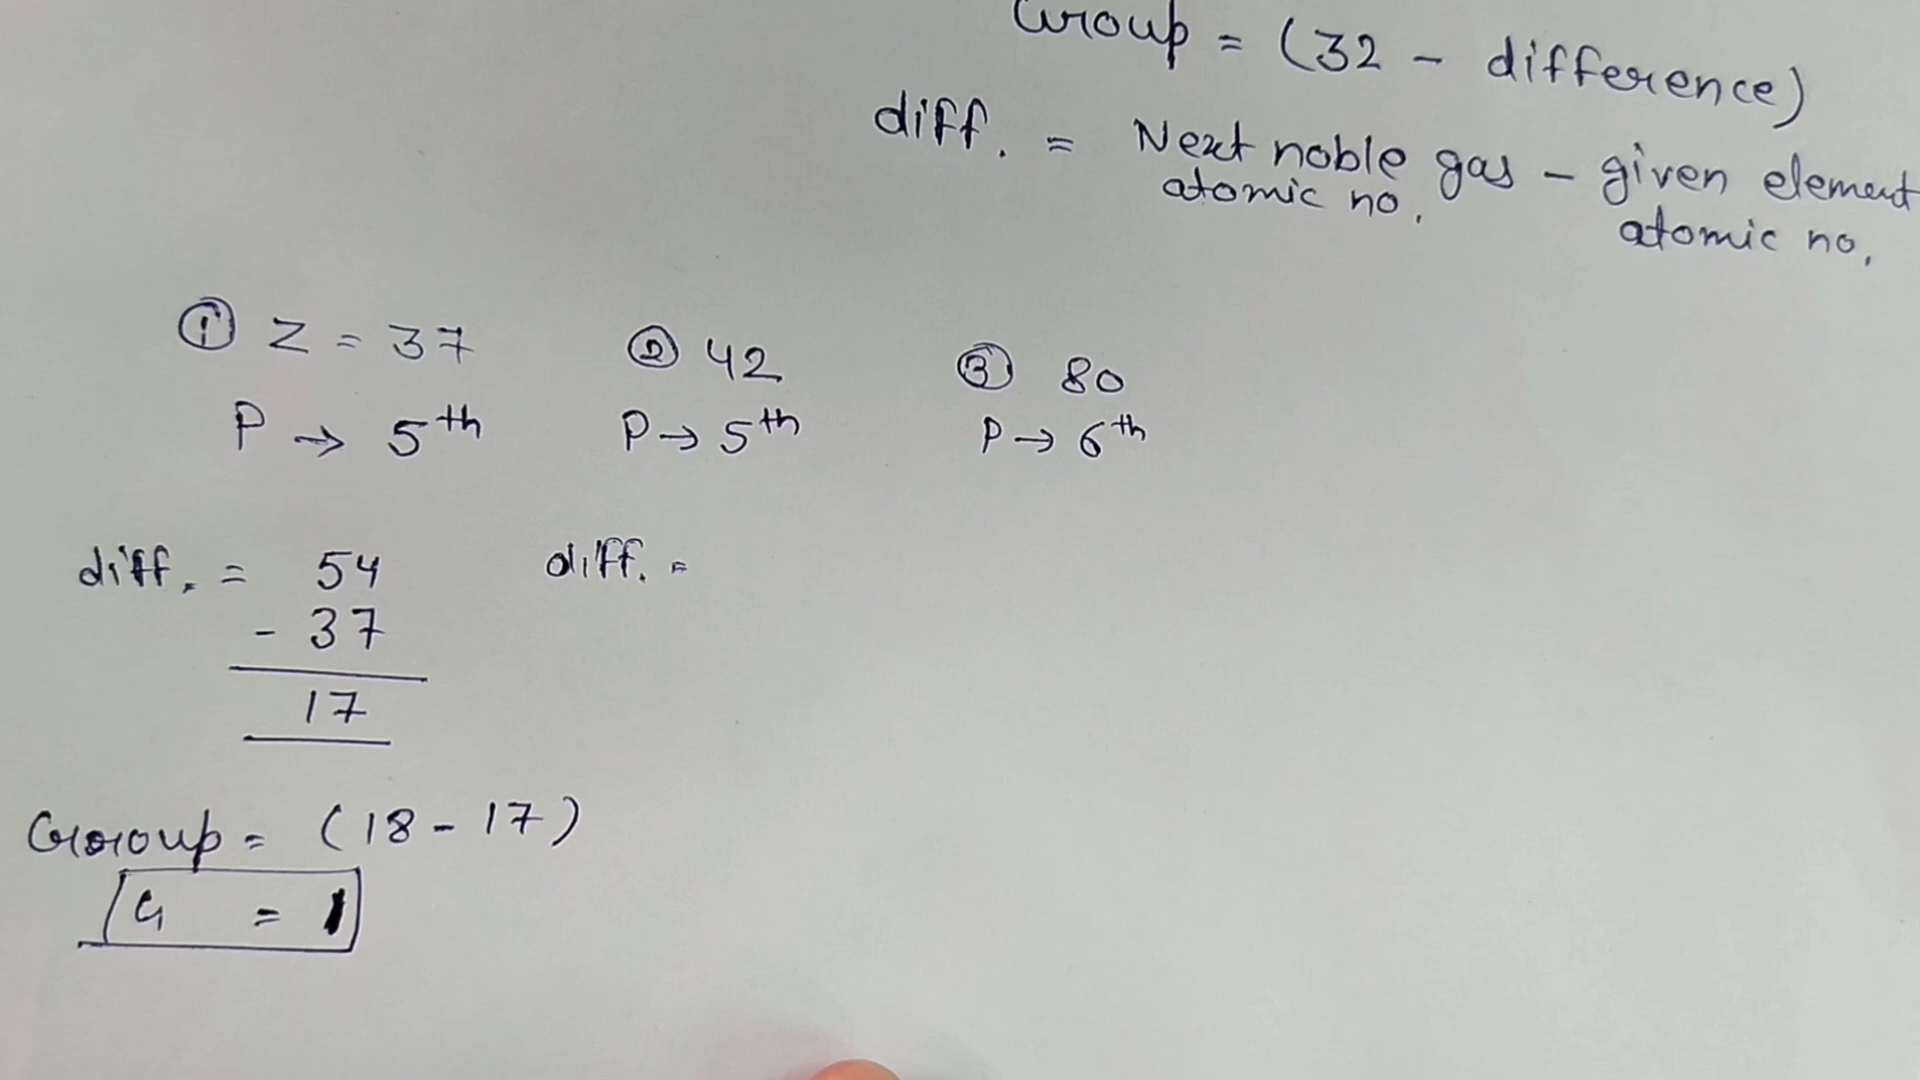 Group = (32 - difference)
diff. = Next noble gas - given element
atomic no. atomic no.
① Z = 37 ② 42 ③ 80
P → 5th P → 5th P → 6th
diff. = 54 diff. =
- 37
17
Group = (18 - 17)
G = 1